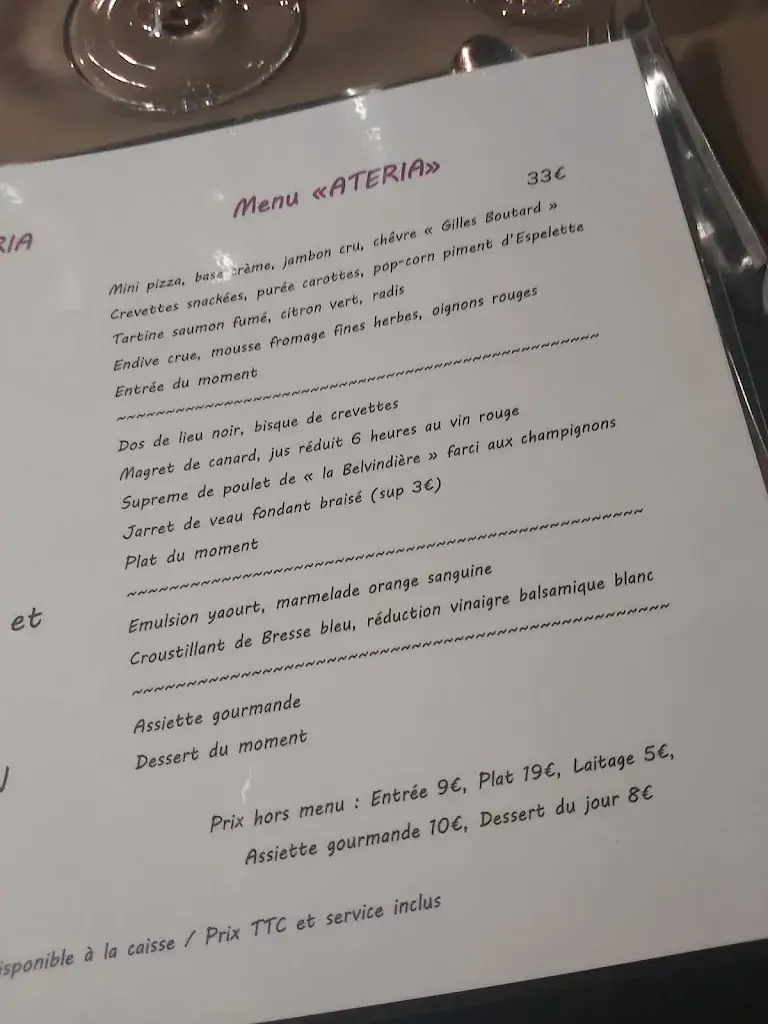 RIA
Menu «ATERIA»
33€
Mini pizza, base crème, jambon cru, chêvre « Gilles Boutard »
Crevettes snackées, purée carottes, pop-corn piment d'Espelette
Tartine saumon fumé, citron vert, radis
Endive crue, mousse fromage fines herbes, oignons rouges
Entrée du moment
~~~~~~~~~~~~~~~~~~~~~~~~~~~~~~~~~~~~~~~~~~~~~~~~
Dos de lieu noir, bisque de crevettes
Magret de canard, jus réduit 6 heures au vin rouge
Supreme de poulet de « la Belvindière » farci aux champignons
Jarret de veau fondant braisé (sup 3€)
Plat du moment
~~~~~~~~~~~~~~~~~~~~~~~~~~~~~~~~~~~~~~~~~~~~~~~~
et
Emulsion yaourt, marmelade orange sanguine
Croustillant de Bresse bleu, réduction vinaigre balsamique blanc
~~~~~~~~~~~~~~~~~~~~~~~~~~~~~~~~~~~~~~~~~~~~~~~~
Assiette gourmande
Dessert du moment
Prix hors menu : Entrée 9€, Plat 19€, Laitage 5€,
Assiette gourmande 10€, Dessert du jour 8€
isponible à la caisse / Prix TTC et service inclus